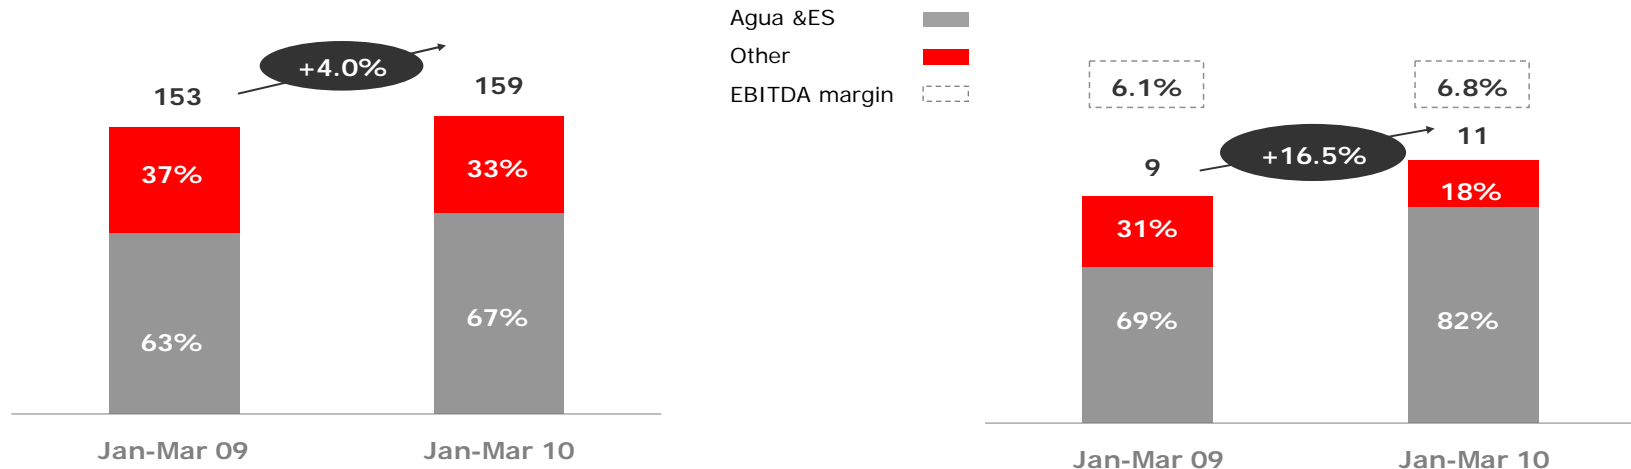 +4.0%
153
159
37%
33%
63%
67%
Jan-Mar 09
Jan-Mar 10
Agua &ES
Other
EBITDA margin
6.1%
6.8%
+16.5%
9
11
31%
18%
69%
82%
Jan-Mar 09
Jan-Mar 10